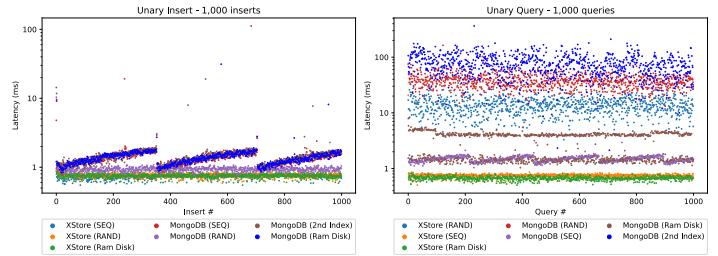 Unary Insert - 1,000 inserts
100
10
1
Latency (ms)
0
200
400
600
800
1000
Insert #
XStore (SEQ)
XStore (RAND)
XStore (Ram Disk)
MongoDB (SEQ)
MongoDB (RAND)
MongoDB (2nd Index)
MongoDB (Ram Disk)
Unary Query - 1,000 queries
100
10
1
Latency (ms)
0
200
400
600
800
1000
Query #
XStore (RAND)
XStore (SEQ)
XStore (Ram Disk)
MongoDB (RAND)
MongoDB (SEQ)
MongoDB (Ram Disk)
MongoDB (2nd Index)